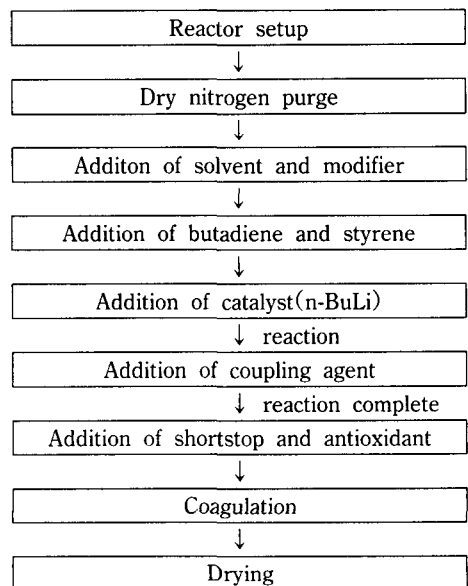 Reactor setup
↓
Dry nitrogen purge
↓
Additon of solvent and modifier
↓
Addition of butadiene and styrene
↓
Addition of catalyst(n-BuLi)
↓ reaction
Addition of coupling agent
↓ reaction complete
Addition of shortstop and antioxidant
↓
Coagulation
↓
Drying